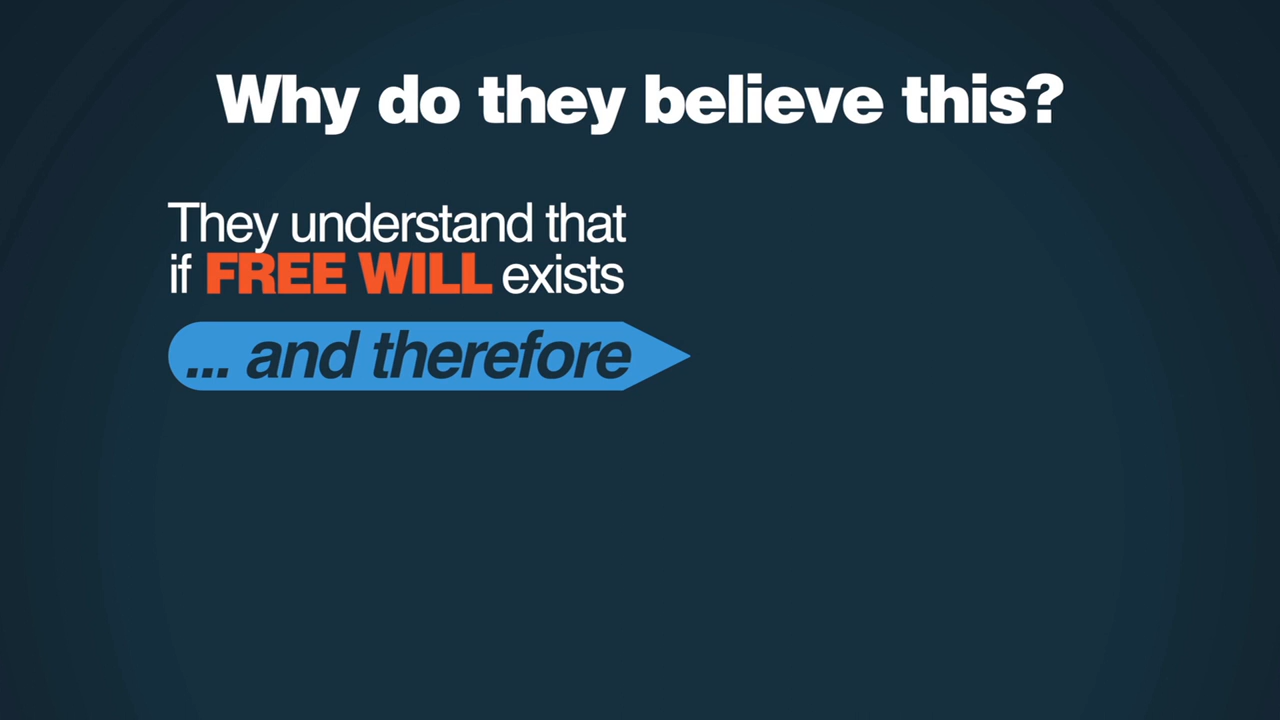 Why do they believe this?
They understand that
if FREE WILL exists
... and therefore